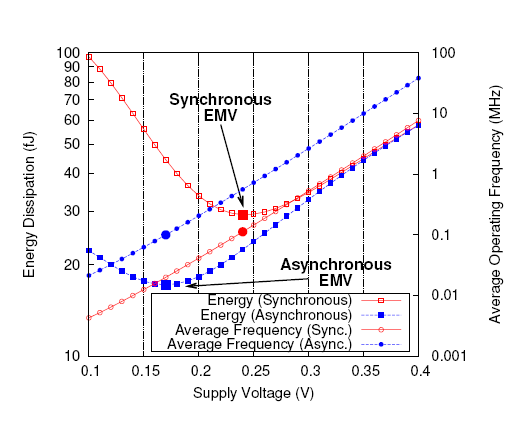 100
90
80
70
60
50
40
30
20
10
Energy Dissipation (fJ)
100
10
1
0.1
0.01
0.001
Average Operating Frequency (MHz)
Synchronous
EMV
Asynchronous
EMV
Energy (Synchronous)
Energy (Asynchronous)
Average Frequency (Sync.)
Average Frequency (Async.)
0.1 0.15 0.2 0.25 0.3 0.35 0.4
Supply Voltage (V)